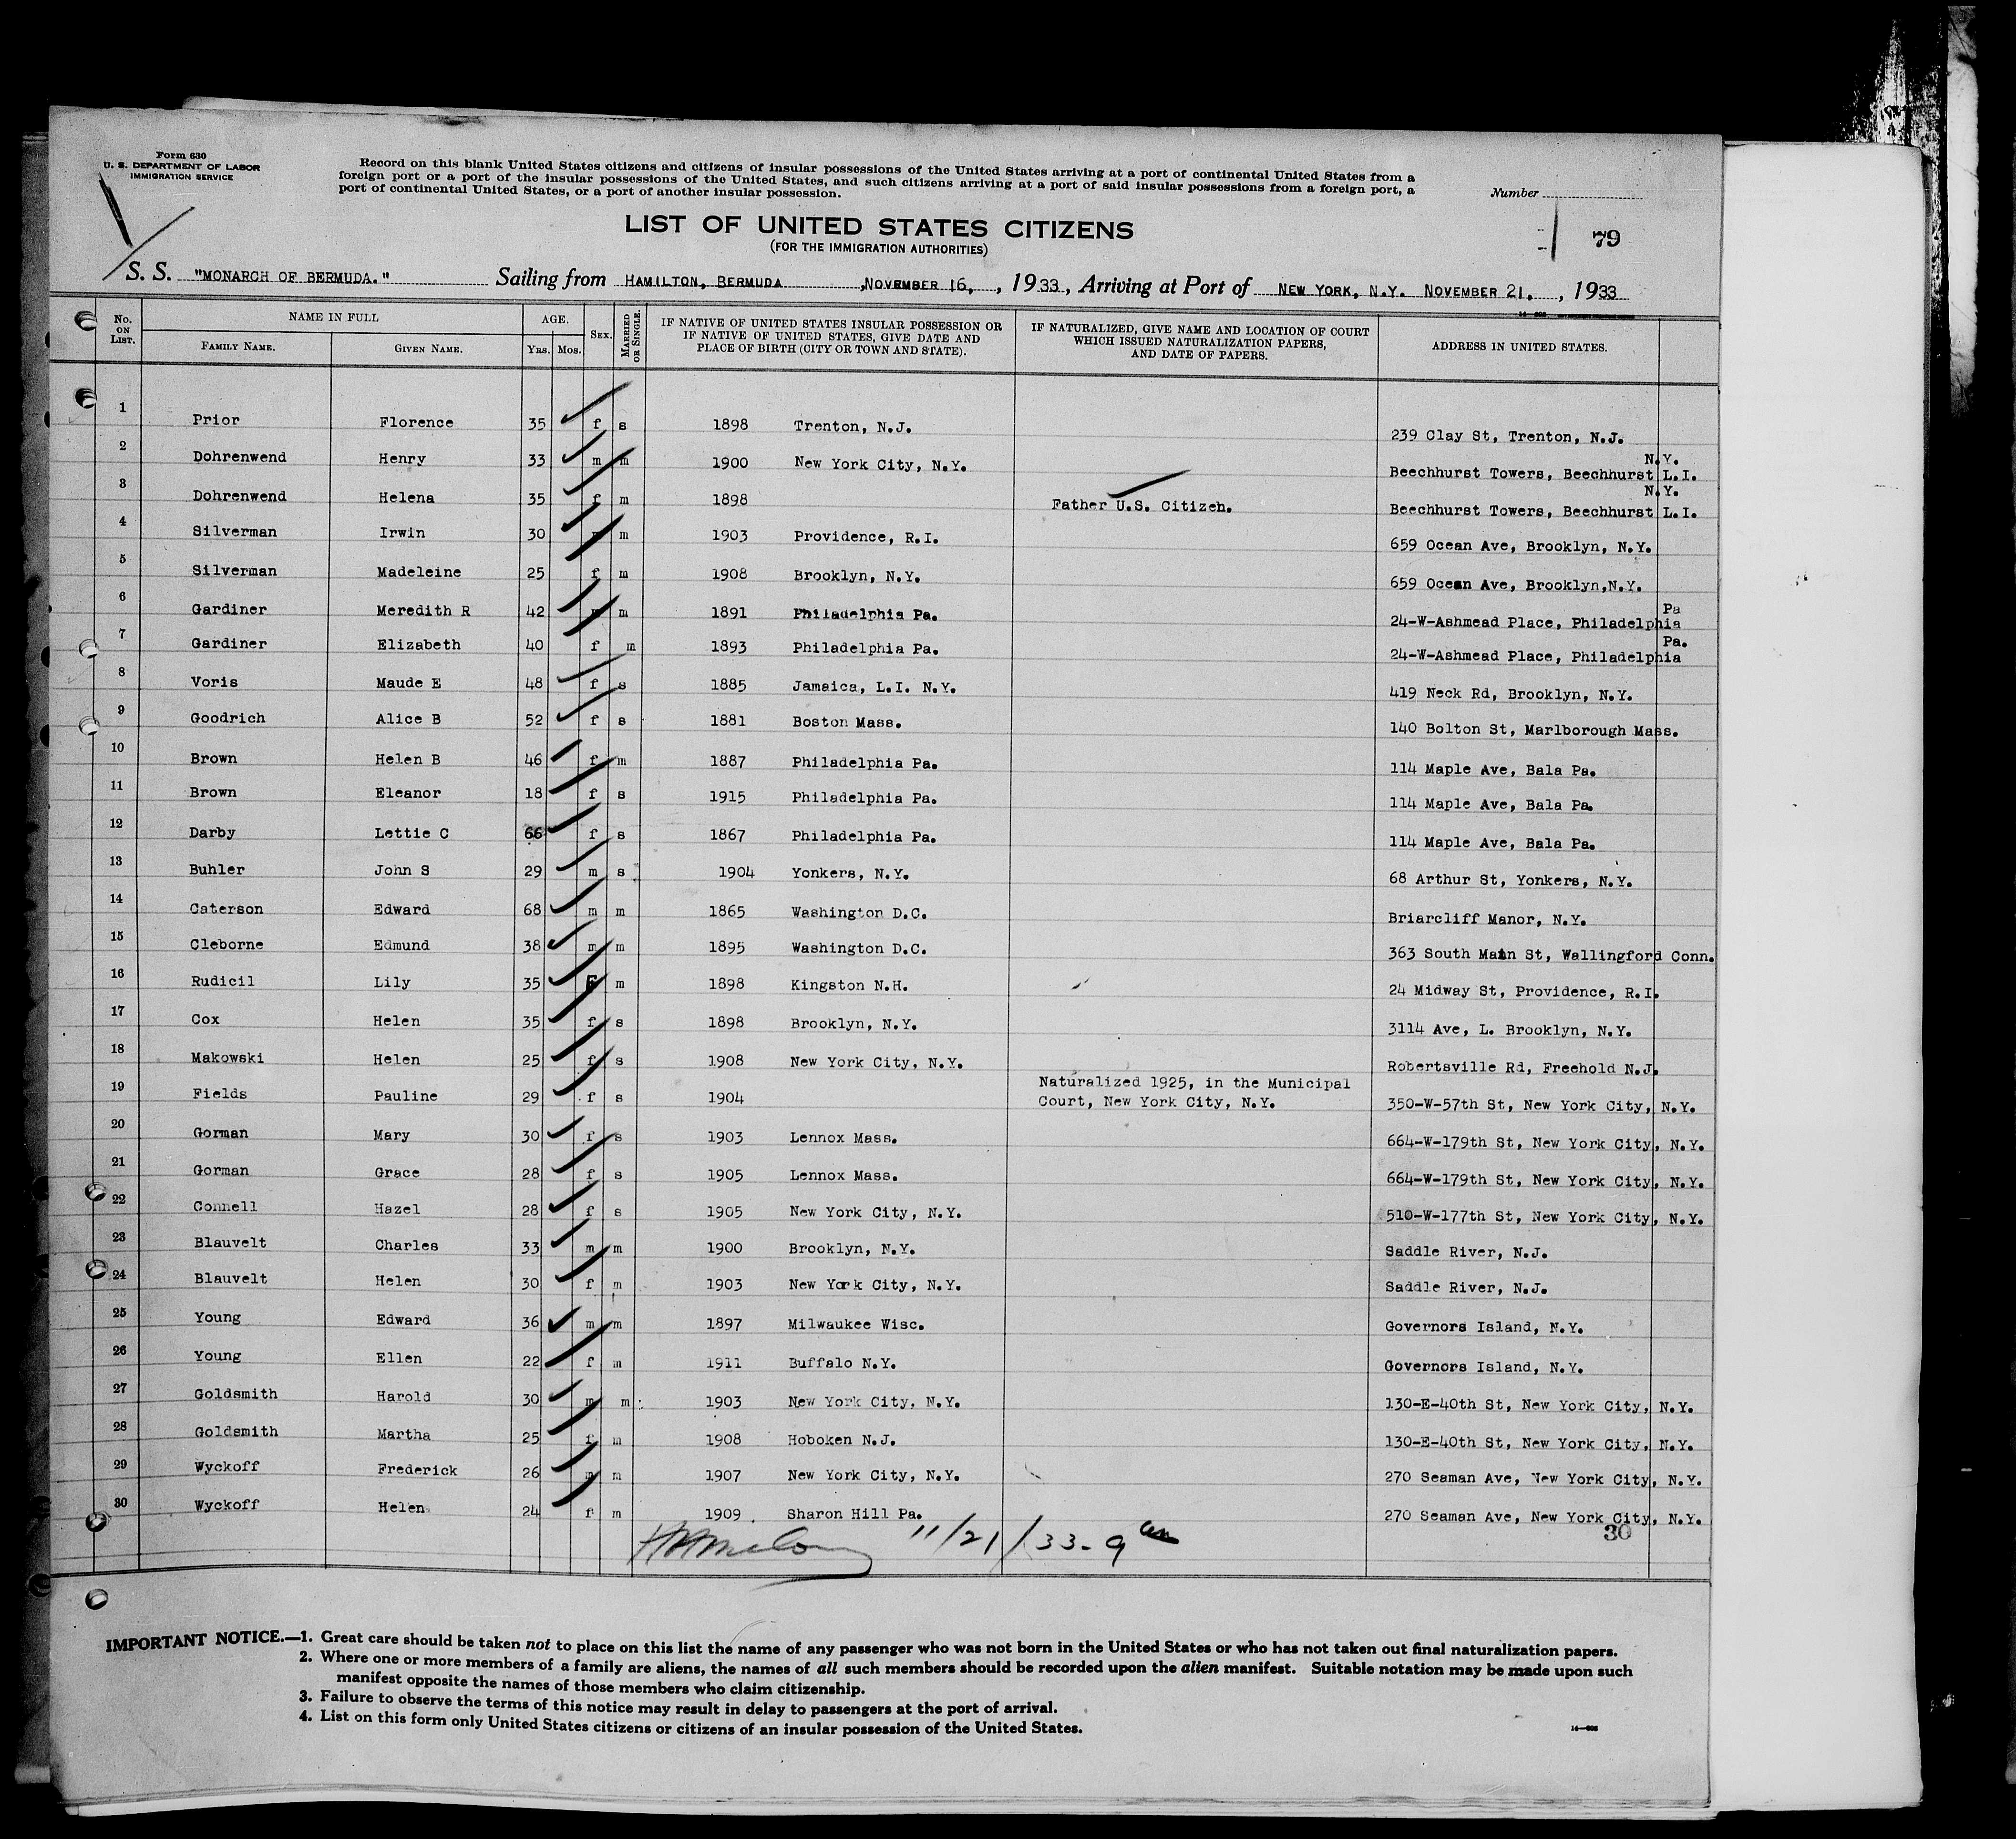 Form 630
U. S. DEPARTMENT OF LABOR
IMMIGRATION SERVICE
Record on this blank United States citizens and citizens of insular possessions of the United States arriving at a port of continental United States from a
foreign port or a port of the insular possessions of the United States, and such citizens arriving at a port of said insular possessions from a foreign port, a
port of continental United States, or a port of another insular possession.
Number
LIST OF UNITED STATES CITIZENS
(FOR THE IMMIGRATION AUTHORITIES)
79
S. S. "MONARCH OF BERMUDA." Sailing from HAMILTON, BERMUDA, NOVEMBER 16, , 1933, Arriving at Port of NEW YORK, N.Y. NOVEMBER 21. , 1933
No. ON LIST. NAME IN FULL FAMILY NAME. GIVEN NAME. AGE. Yrs. Mos. SEX. MARRIED OR SINGLE. IF NATIVE OF UNITED STATES INSULAR POSSESSION OR IF NATIVE OF UNITED STATES, GIVE DATE AND PLACE OF BIRTH (CITY OR TOWN AND STATE). IF NATURALIZED, GIVE NAME AND LOCATION OF COURT WHICH ISSUED NATURALIZATION PAPERS, AND DATE OF PAPERS. ADDRESS IN UNITED STATES.
1 Prior Florence 35 f s 1898 Trenton, N.J. 239 Clay St, Trenton, N.J.
2 Dohrenwend Henry 33 m m 1900 New York City, N.Y. Beechhurst Towers, Beechhurst L.I. N.Y.
3 Dohrenwend Helena 35 f m 1898 Father U.S. Citizen. Beechhurst Towers, Beechhurst L.I. N.Y.
4 Silverman Irwin 30 m 1903 Providence, R.I. 659 Ocean Ave, Brooklyn, N.Y.
5 Silverman Madeleine 25 f m 1908 Brooklyn, N.Y. 659 Ocean Ave, Brooklyn,N.Y.
6 Gardiner Meredith R 42 m 1891 Philadelphia Pa. 24-W-Ashmead Place, Philadelphia Pa
7 Gardiner Elizabeth 40 f m 1893 Philadelphia Pa. 24-W-Ashmead Place, Philadelphia Pa.
8 Voris Maude E 48 f s 1885 Jamaica, L.I. N.Y. 419 Neck Rd, Brooklyn, N.Y.
9 Goodrich Alice B 52 f s 1881 Boston Mass. 140 Bolton St, Marlborough Mass.
10 Brown Helen B 46 f m 1887 Philadelphia Pa. 114 Maple Ave, Bala Pa.
11 Brown Eleanor 18 f s 1915 Philadelphia Pa. 114 Maple Ave, Bala Pa.
12 Darby Lettie C 66 f s 1867 Philadelphia Pa. 114 Maple Ave, Bala Pa.
13 Buhler John S 29 m s 1904 Yonkers, N.Y. 68 Arthur St, Yonkers, N.Y.
14 Caterson Edward 68 m m 1865 Washington D.C. Briarcliff Manor, N.Y.
15 Cleborne Edmund 38 m m 1895 Washington D.C. 363 South Main St, Wallingford Conn.
16 Rudicil Lily 35 F m 1898 Kingston N.H. 24 Midway St, Providence, R.I.
17 Cox Helen 35 f s 1898 Brooklyn, N.Y. 3114 Ave, L. Brooklyn, N.Y.
18 Makowski Helen 25 f s 1908 New York City, N.Y. Robertsville Rd, Freehold N.J.
19 Fields Pauline 29 f s 1904 Naturalized 1925, in the Municipal Court, New York City, N.Y. 350-W-57th St, New York City, N.Y.
20 Gorman Mary 30 f s 1903 Lennox Mass. 664-W-179th St, New York City, N.Y.
21 Gorman Grace 28 f s 1905 Lennox Mass. 664-W-179th St, New York City, N.Y.
22 Connell Hazel 28 f s 1905 New York City, N.Y. 510-W-177th St, New York City, N.Y.
23 Blauvelt Charles 33 m m 1900 Brooklyn, N.Y. Saddle River, N.J.
24 Blauvelt Helen 30 f m 1903 New York City, N.Y. Saddle River, N.J.
25 Young Edward 36 m m 1897 Milwaukee Wisc. Governors Island, N.Y.
26 Young Ellen 22 f m 1911 Buffalo N.Y. Governors Island, N.Y.
27 Goldsmith Harold 30 m m 1903 New York City, N.Y. 130-E-40th St, New York City, N.Y.
28 Goldsmith Martha 25 f m 1908 Hoboken N.J. 130-E-40th St, New York City, N.Y.
29 Wyckoff Frederick 26 m m 1907 New York City, N.Y. 270 Seaman Ave, New York City, N.Y.
30 Wyckoff Helen 24 f m 1909 Sharon Hill Pa. 270 Seaman Ave, New York City, N.Y.
11/21/33 - 9 am
30
IMPORTANT NOTICE.—1. Great care should be taken not to place on this list the name of any passenger who was not born in the United States or who has not taken out final naturalization papers.
2. Where one or more members of a family are aliens, the names of all such members should be recorded upon the alien manifest. Suitable notation may be made upon such
manifest opposite the names of those members who claim citizenship.
3. Failure to observe the terms of this notice may result in delay to passengers at the port of arrival.
4. List on this form only United States citizens or citizens of an insular possession of the United States.